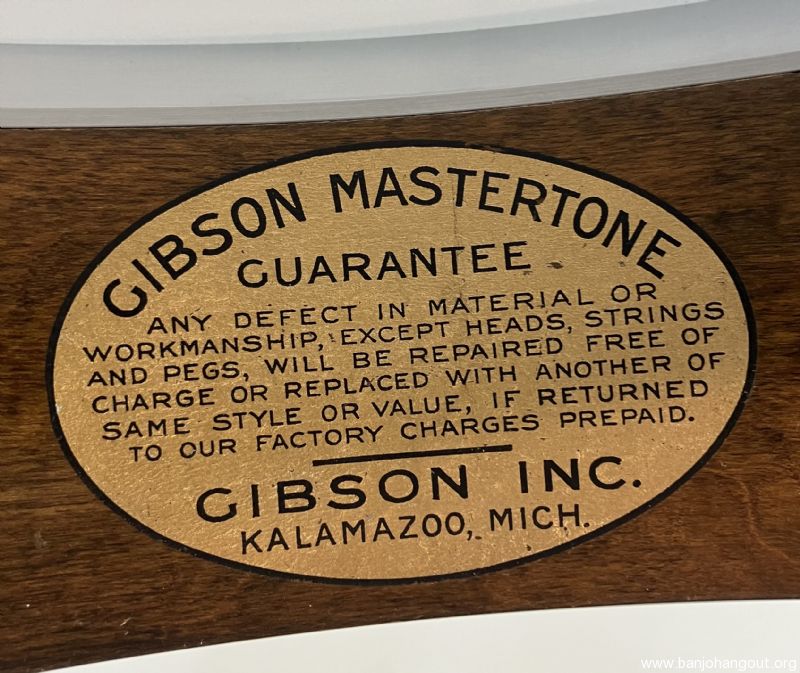 GIBSON MASTERTONE
GUARANTEE
ANY DEFECT IN MATERIAL OR
WORKMANSHIP, EXCEPT HEADS, STRINGS
AND PEGS, WILL BE REPAIRED FREE OF
CHARGE OR REPLACED WITH ANOTHER OF
SAME STYLE OR VALUE, IF RETURNED
TO OUR FACTORY CHARGES PREPAID.
GIBSON INC.
KALAMAZOO, MICH.
www.banjohangout.org